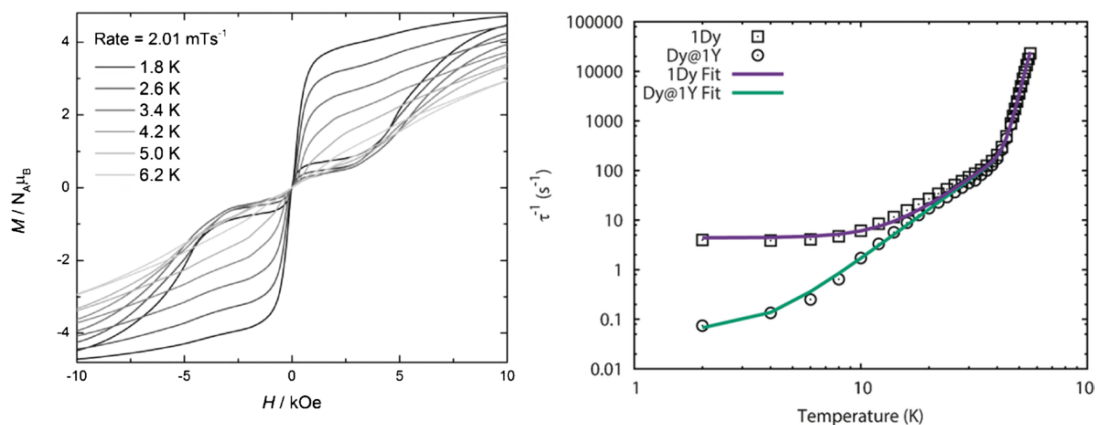 Rate = 2.01 mTs⁻¹
1.8 K
2.6 K
3.4 K
4.2 K
5.0 K
6.2 K
4
2
0
-2
-4
M / N_Aμ_B
-10
-5
0
5
10
H / kOe
1Dy
Dy@1Y
1Dy Fit
Dy@1Y Fit
100000
10000
1000
100
10
1
0.1
0.01
τ⁻¹ (s⁻¹)
1
10
Temperature (K)